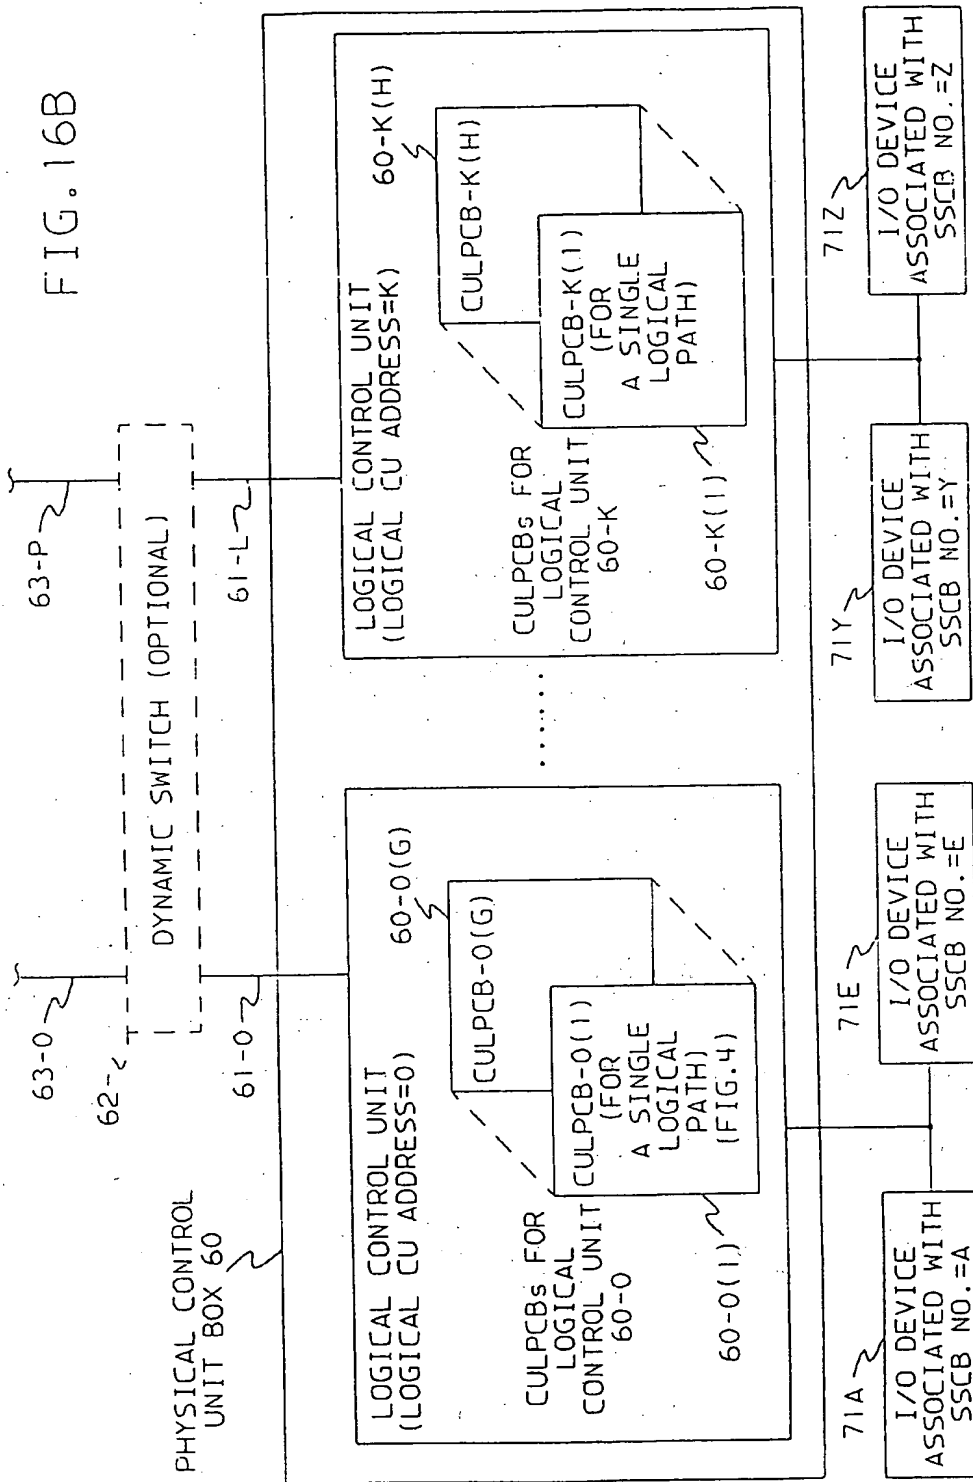 FIG.16B
63-0
63-P
62
DYNAMIC SWITCH (OPTIONAL)
61-0
61-L
PHYSICAL CONTROL
UNIT BOX 60
LOGICAL CONTROL UNIT
(LOGICAL CU ADDRESS=0)
60-0(G)
CULPCB-0(G)
CULPCBs FOR
LOGICAL
CONTROL UNIT
60-0
CULPCB-0(1)
(FOR
A SINGLE
LOGICAL
PATH)
(FIG.4)
60-0(1)
......
LOGICAL CONTROL UNIT
(LOGICAL CU ADDRESS=K)
60-K(H)
CULPCB-K(H)
CULPCBs FOR
LOGICAL
CONTROL UNIT
60-K
CULPCB-K(1)
(FOR
A SINGLE
LOGICAL
PATH)
60-K(1)
71A
I/O DEVICE
ASSOCIATED WITH
SSCB NO.=A
71E
I/O DEVICE
ASSOCIATED WITH
SSCB NO.=E
71Y
I/O DEVICE
ASSOCIATED WITH
SSCB NO.=Y
71Z
I/O DEVICE
ASSOCIATED WITH
SSCB NO.=Z